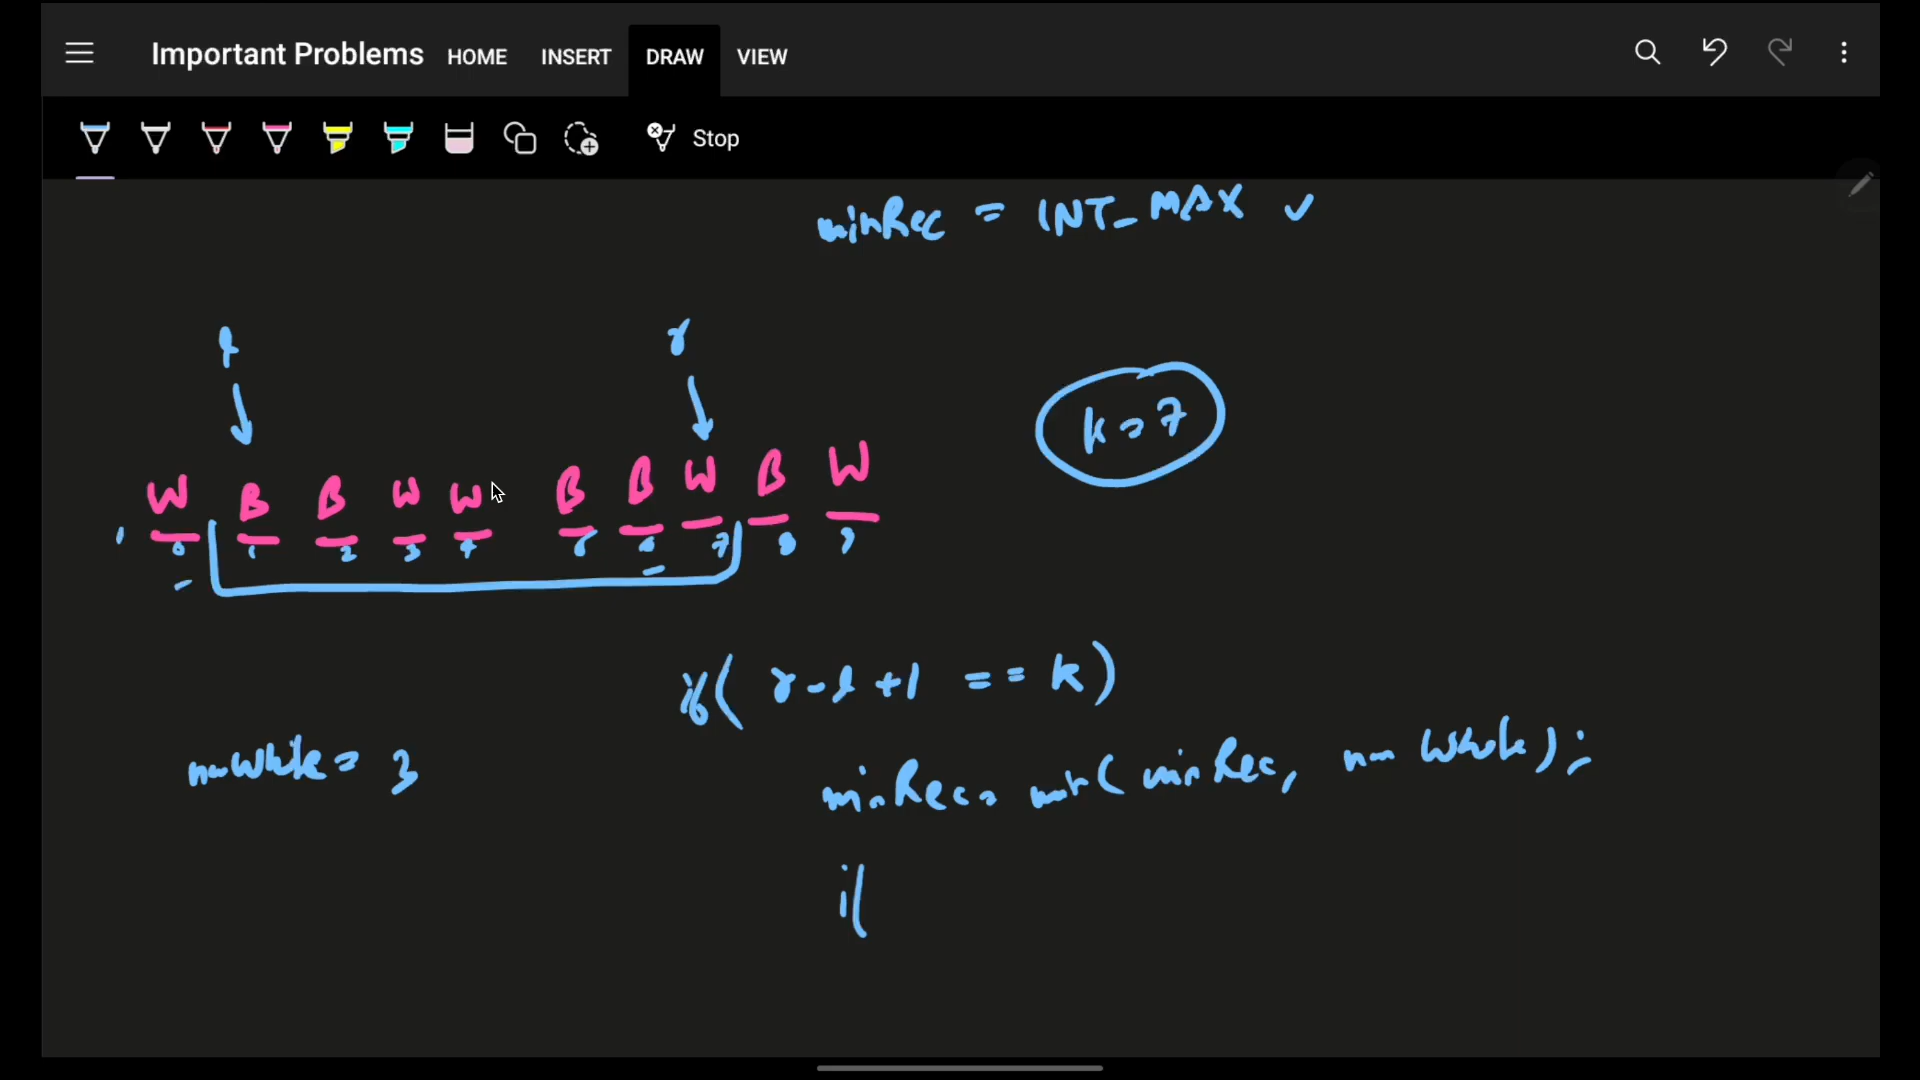 Important Problems HOME INSERT DRAW VIEW
Stop
minRec = INT_MAX ✓
l r
k = 7
W B B W W B B W B W
0 1 2 3 4 5 6 7 8 9
if( r - l + 1 == k )
numWhite = 3
minRec = min( minRec, numWhite );
if(